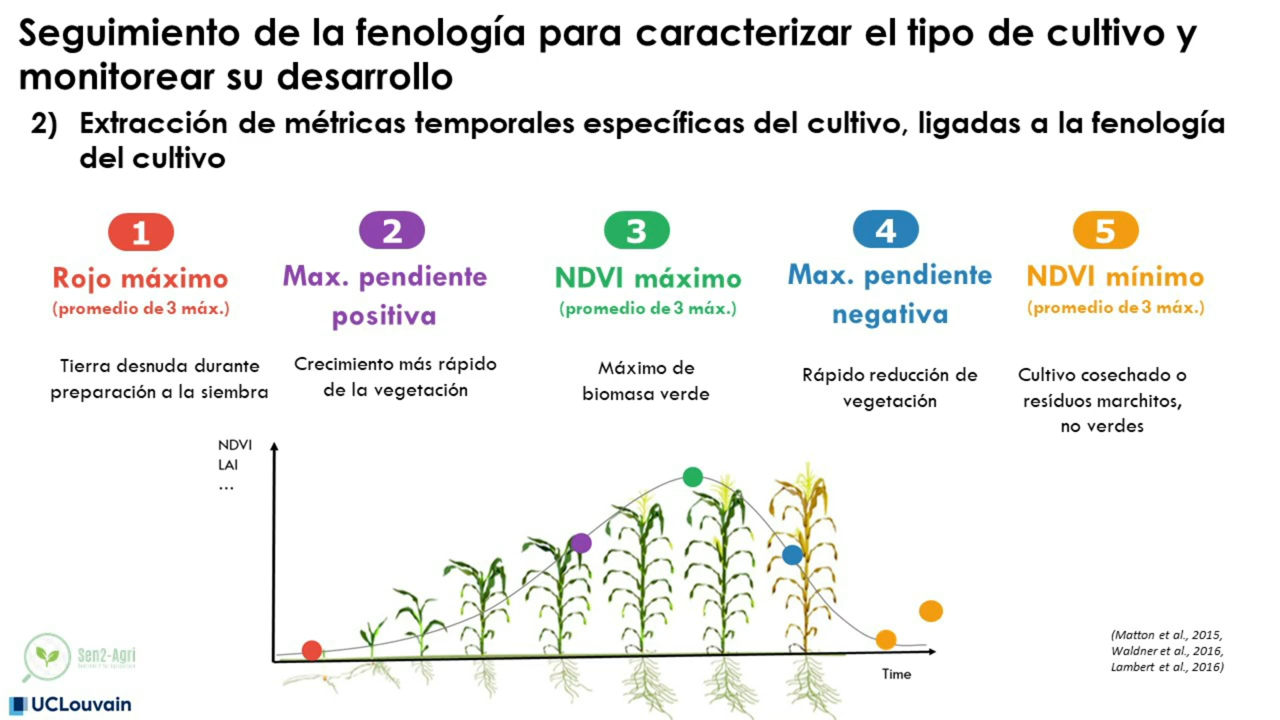 Seguimiento de la fenología para caracterizar el tipo de cultivo y
monitorear su desarrollo
2) Extracción de métricas temporales específicas del cultivo, ligadas a la fenología
del cultivo
1
Rojo máximo
(promedio de 3 máx.)
Tierra desnuda durante
preparación a la siembra
2
Max. pendiente
positiva
Crecimiento más rápido
de la vegetación
3
NDVI máximo
(promedio de 3 máx.)
Máximo de
biomasa verde
4
Max. pendiente
negativa
Rápido reducción de
vegetación
5
NDVI mínimo
(promedio de 3 máx.)
Cultivo cosechado o
resíduos marchitos,
no verdes
NDVI
LAI
...
Time
(Matton et al., 2015,
Waldner et al., 2016,
Lambert et al., 2016)
Sen2-Agri
UCLouvain